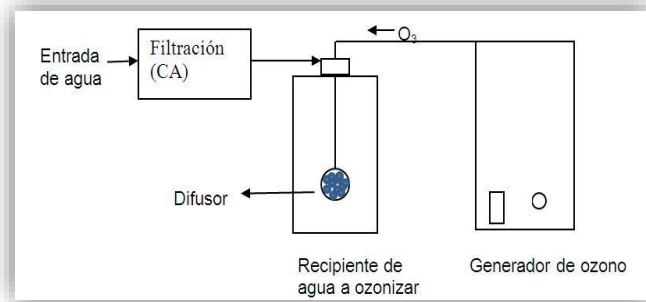 Entrada
de agua
Filtración
(CA)
O₃
Difusor
Recipiente de
agua a ozonizar
Generador de ozono